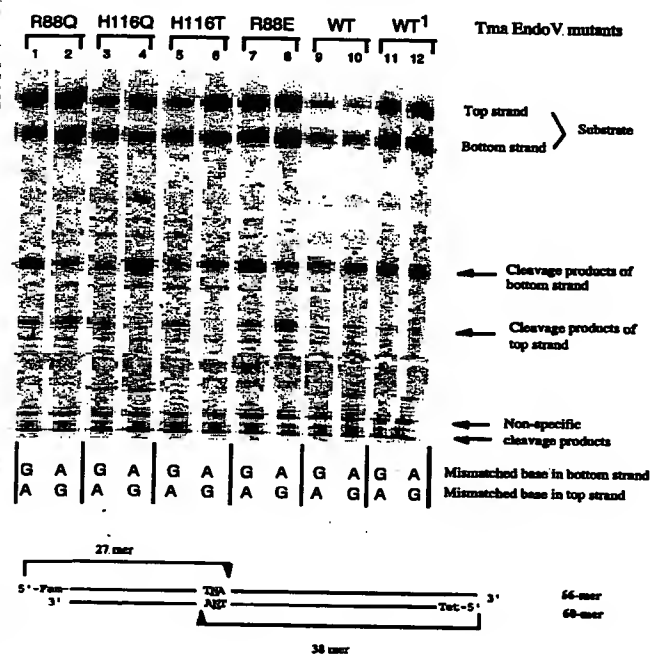 R88Q H116Q H116T R88E WT WT1
Tma EndoV mutants
1 2 3 4 5 6 7 8 9 10 11 12
Top strand
Substrate
Bottom strand
Cleavage products of
bottom strand
Cleavage products of
top strand
Non-specific
cleavage products
G A G A G A G A G A G A
Mismatched base in bottom strand
A G A G A G A G A G A G
Mismatched base in top strand
27 mer
5'-Fam TNA 3' 66-mer
3' ANT Tet-5' 60-mer
38 mer